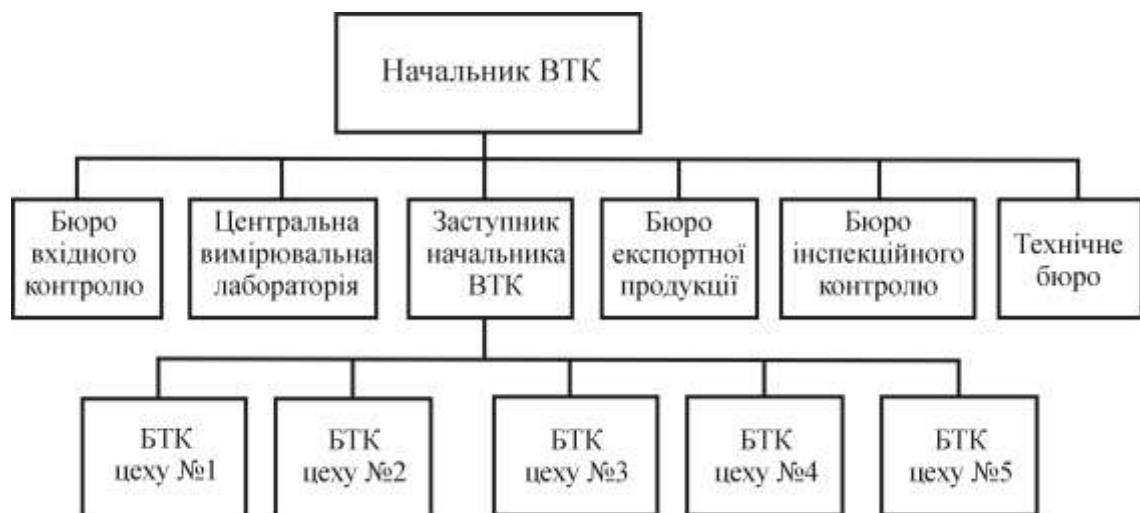 Начальник ВТК
Бюро
вхідного
контролю
Центральна
вимірювальна
лабораторія
Заступник
начальника
ВТК
Бюро
експортної
продукції
Бюро
інспекційного
контролю
Технічне
бюро
БТК
цеху №1
БТК
цеху №2
БТК
цеху №3
БТК
цеху №4
БТК
цеху №5